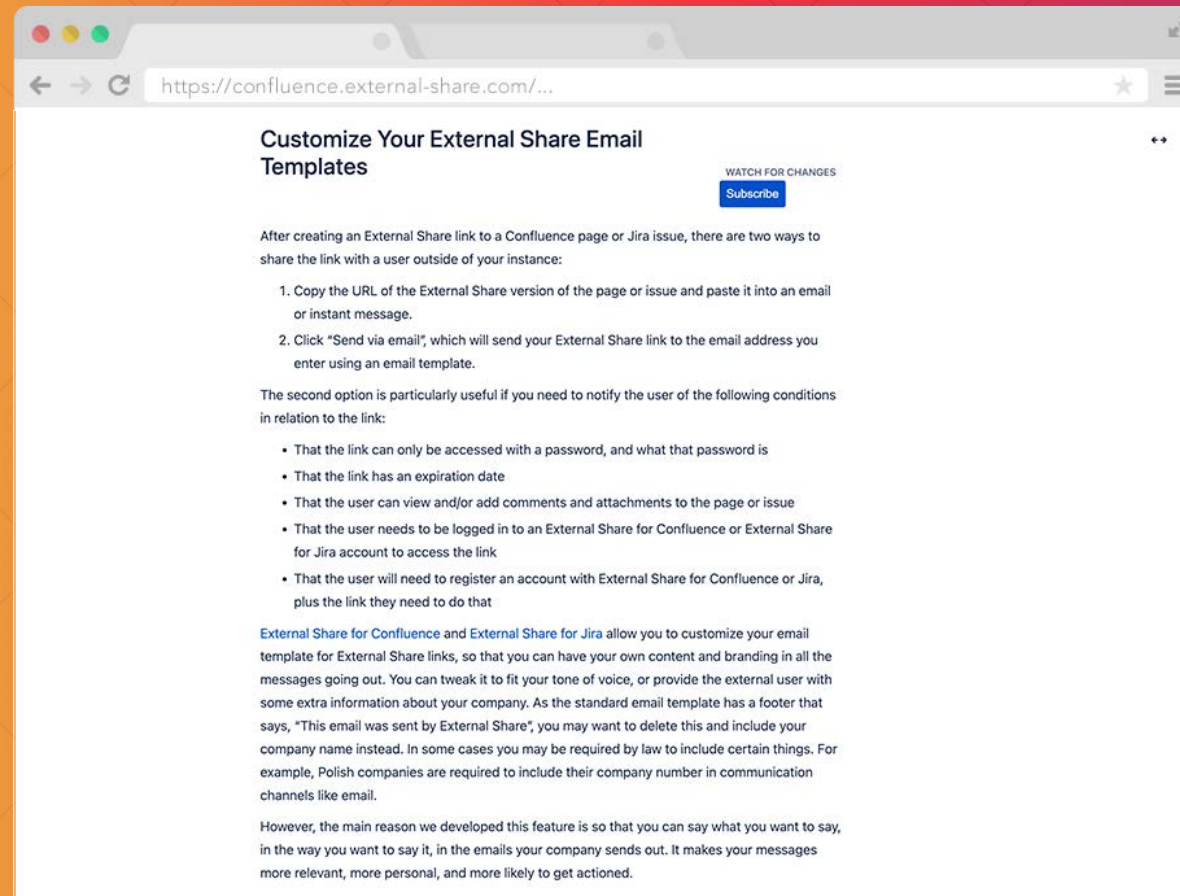 https://confluence.external-share.com/...
Customize Your External Share Email
Templates
WATCH FOR CHANGES
Subscribe
After creating an External Share link to a Confluence page or Jira issue, there are two ways to
share the link with a user outside of your instance:
1. Copy the URL of the External Share version of the page or issue and paste it into an email
or instant message.
2. Click “Send via email”, which will send your External Share link to the email address you
enter using an email template.
The second option is particularly useful if you need to notify the user of the following conditions
in relation to the link:
• That the link can only be accessed with a password, and what that password is
• That the link has an expiration date
• That the user can view and/or add comments and attachments to the page or issue
• That the user needs to be logged in to an External Share for Confluence or External Share
for Jira account to access the link
• That the user will need to register an account with External Share for Confluence or Jira,
plus the link they need to do that
External Share for Confluence and External Share for Jira allow you to customize your email
template for External Share links, so that you can have your own content and branding in all the
messages going out. You can tweak it to fit your tone of voice, or provide the external user with
some extra information about your company. As the standard email template has a footer that
says, “This email was sent by External Share”, you may want to delete this and include your
company name instead. In some cases you may be required by law to include certain things. For
example, Polish companies are required to include their company number in communication
channels like email.
However, the main reason we developed this feature is so that you can say what you want to say,
in the way you want to say it, in the emails your company sends out. It makes your messages
more relevant, more personal, and more likely to get actioned.